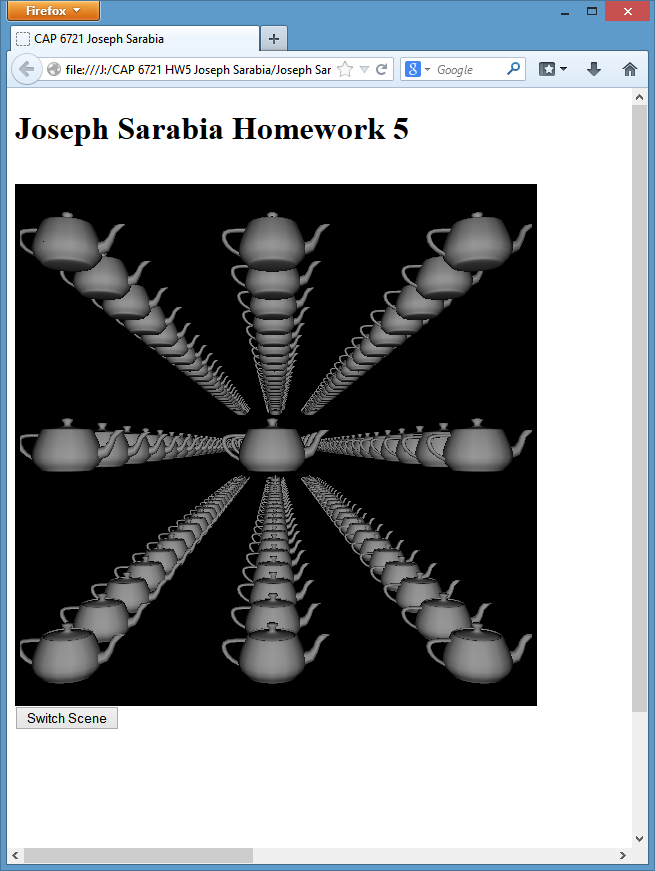 Firefox
CAP 6721 Joseph Sarabia
file:///J:/CAP 6721 HW5 Joseph Sarabia/Joseph Sar
8 Google
Joseph Sarabia Homework 5
Switch Scene